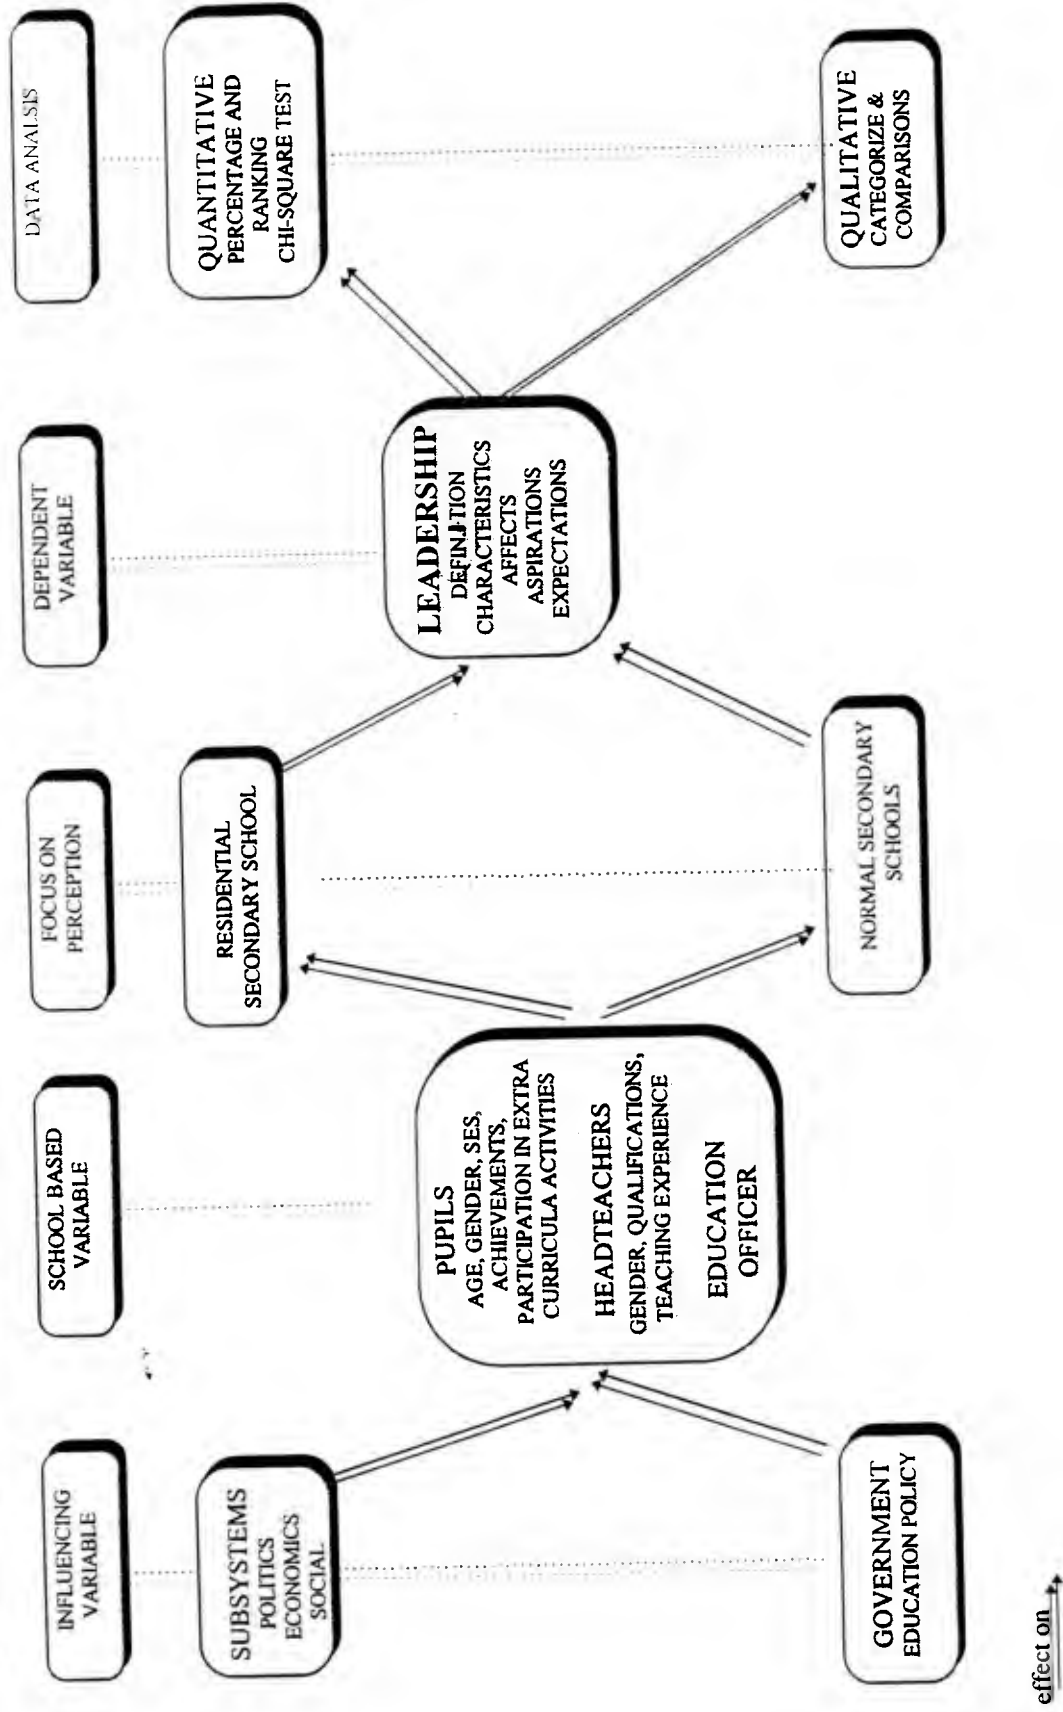 INFLUENCING
VARIABLE
SCHOOL BASED
VARIABLE
FOCUS ON
PERCEPTION
DEPENDENT
VARIABLE
DATA ANALYSIS
SUBSYSTEMS
POLITICS
ECONOMICS
SOCIAL
GOVERNMENT
EDUCATION POLICY
PUPILS
AGE, GENDER, SES,
ACHIEVEMENTS,
PARTICIPATION IN EXTRA
CURRICULA ACTIVITIES
HEADTEACHERS
GENDER, QUALIFICATIONS,
TEACHING EXPERIENCE
EDUCATION
OFFICER
RESIDENTIAL
SECONDARY SCHOOL
NORMAL SECONDARY
SCHOOLS
LEADERSHIP
DEFINITION
CHARACTERISTICS
AFFECTS
ASPIRATIONS
EXPECTATIONS
QUANTITATIVE
PERCENTAGE AND
RANKING
CHI-SQUARE TEST
QUALITATIVE
CATEGORIZE &
COMPARISONS
effect on